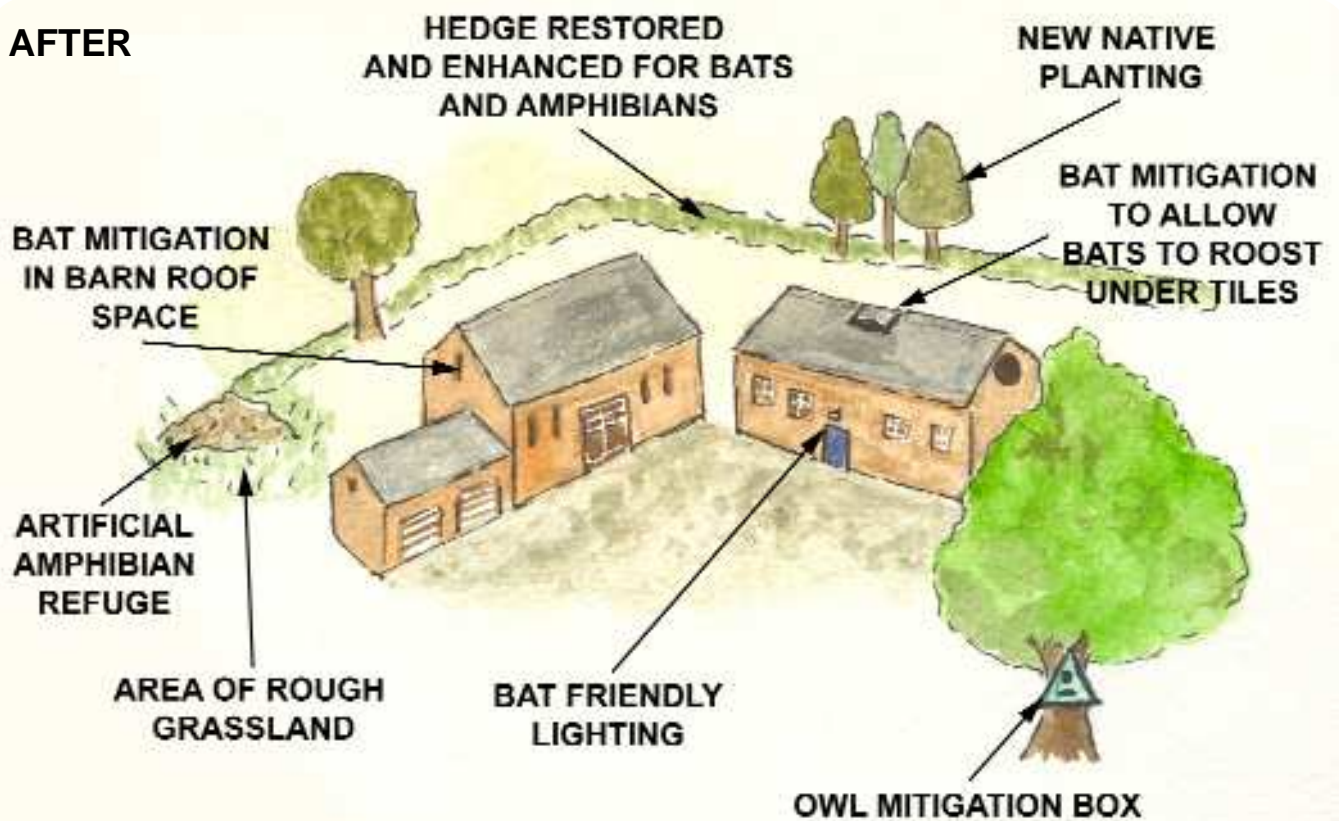 AFTER
HEDGE RESTORED
AND ENHANCED FOR BATS
AND AMPHIBIANS
NEW NATIVE
PLANTING
BAT MITIGATION
TO ALLOW
BATS TO ROOST
UNDER TILES
BAT MITIGATION
IN BARN ROOF
SPACE
ARTIFICIAL
AMPHIBIAN
REFUGE
AREA OF ROUGH
GRASSLAND
BAT FRIENDLY
LIGHTING
OWL MITIGATION BOX